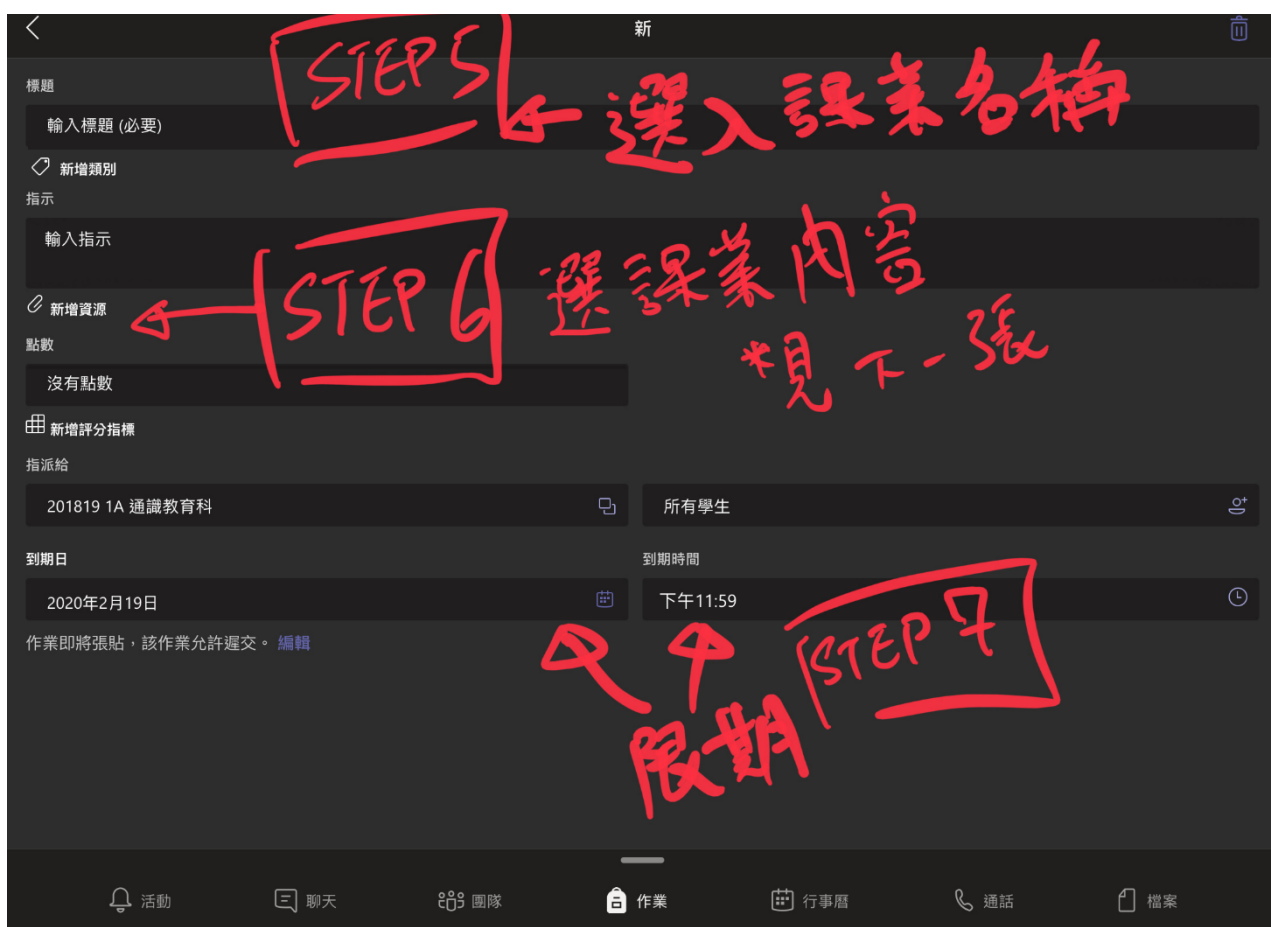 新
STEP 5
標題
輸入標題 (必要)
選入課業名稱
新增類別
指示
輸入指示
STEP 6 選課業內容
新增資源
*見下一張
點數
沒有點數
新增評分指標
指派給
201819 1A 通識教育科 所有學生
到期日 到期時間
2020年2月19日 下午11:59
STEP 7
作業即將張貼，該作業允許遲交。 編輯
限期
活動 聊天 團隊 作業 行事曆 通話 檔案